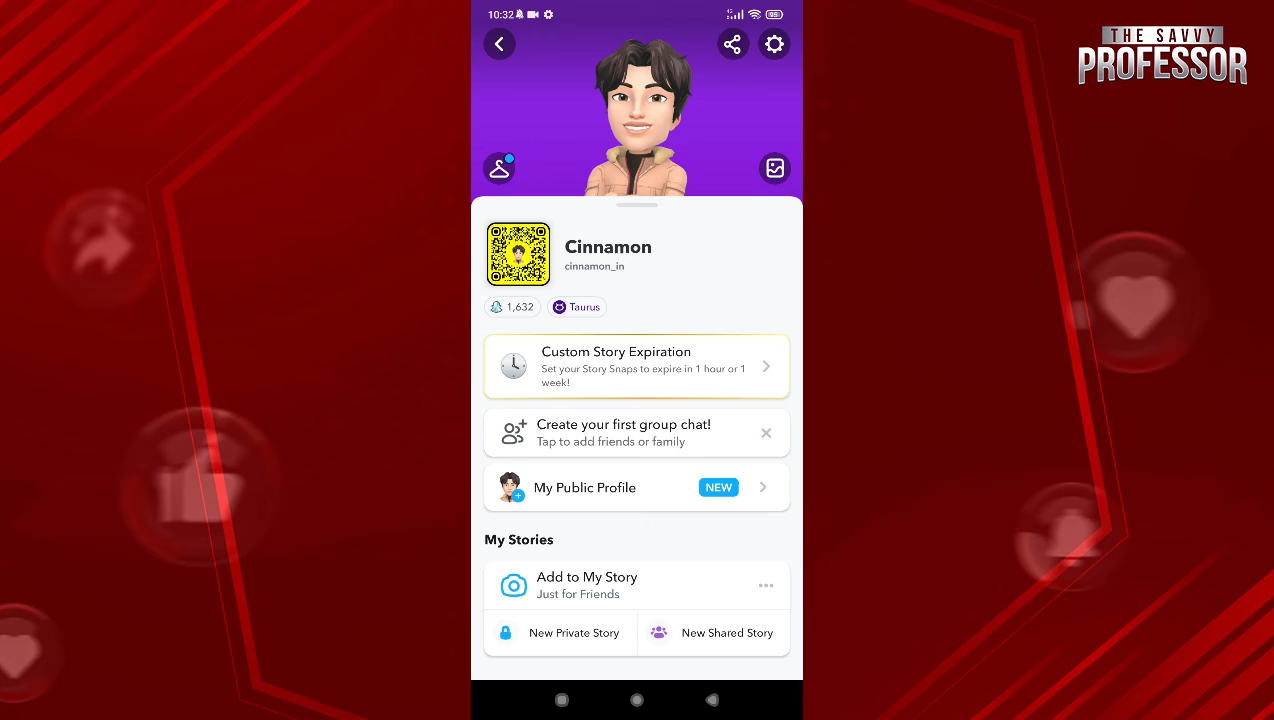 10:32
4G
95
THE SAVVY
PROFESSOR
Cinnamon
cinnamon_in
1,632
Taurus
Custom Story Expiration
Set your Story Snaps to expire in 1 hour or 1
week!
Create your first group chat!
Tap to add friends or family
My Public Profile
NEW
My Stories
Add to My Story
Just for Friends
New Private Story
New Shared Story